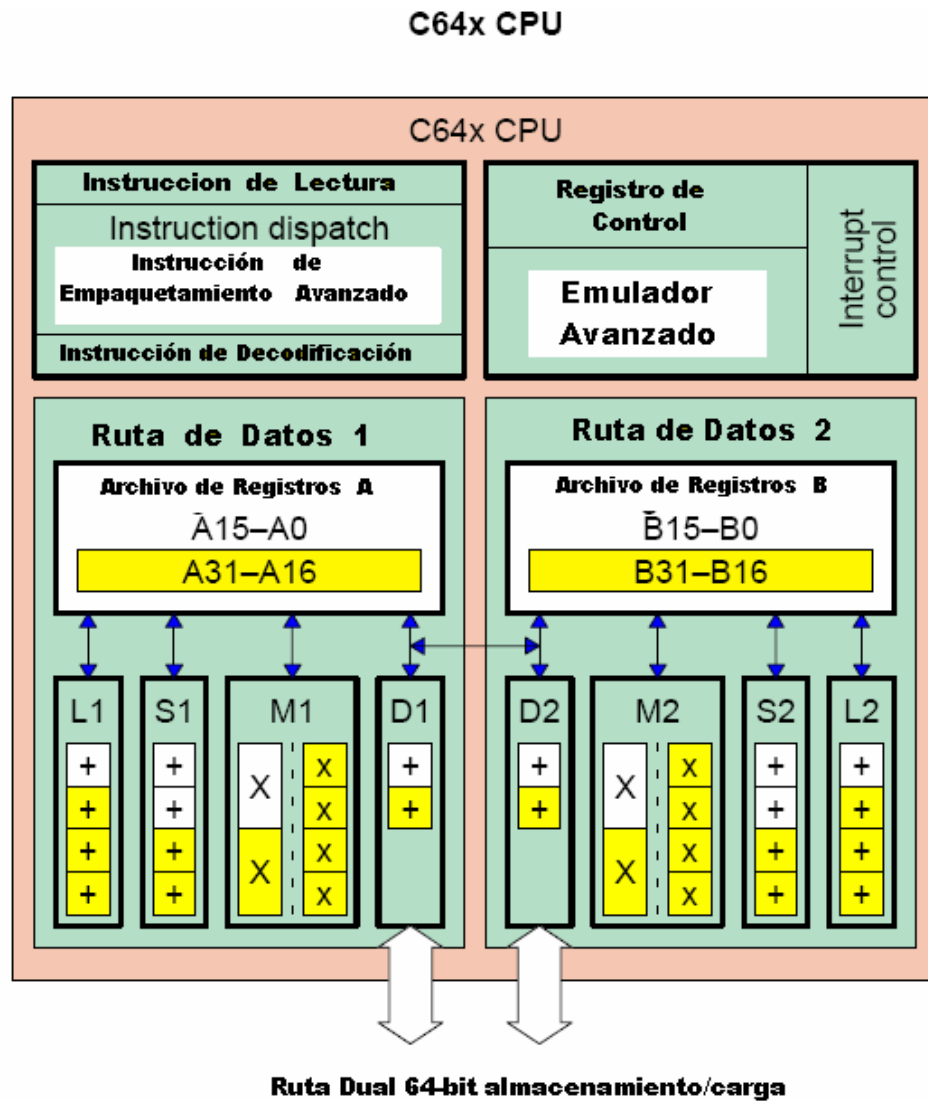 C64x CPU
C64x CPU
Instruccion de Lectura
Instruction dispatch
Instrucción de
Empaquetamiento Avanzado
Instrucción de Decodificación
Registro de
Control
Emulador
Avanzado
Interrupt
control
Ruta de Datos 1
Archivo de Registros A
A15–A0
A31–A16
Ruta de Datos 2
Archivo de Registros B
B15–B0
B31–B16
L1
+
+
+
+
S1
+
+
+
+
M1
X
X
x
x
x
x
D1
+
+
D2
+
+
M2
X
X
x
x
x
x
S2
+
+
+
+
L2
+
+
+
+
Ruta Dual 64-bit almacenamiento/carga